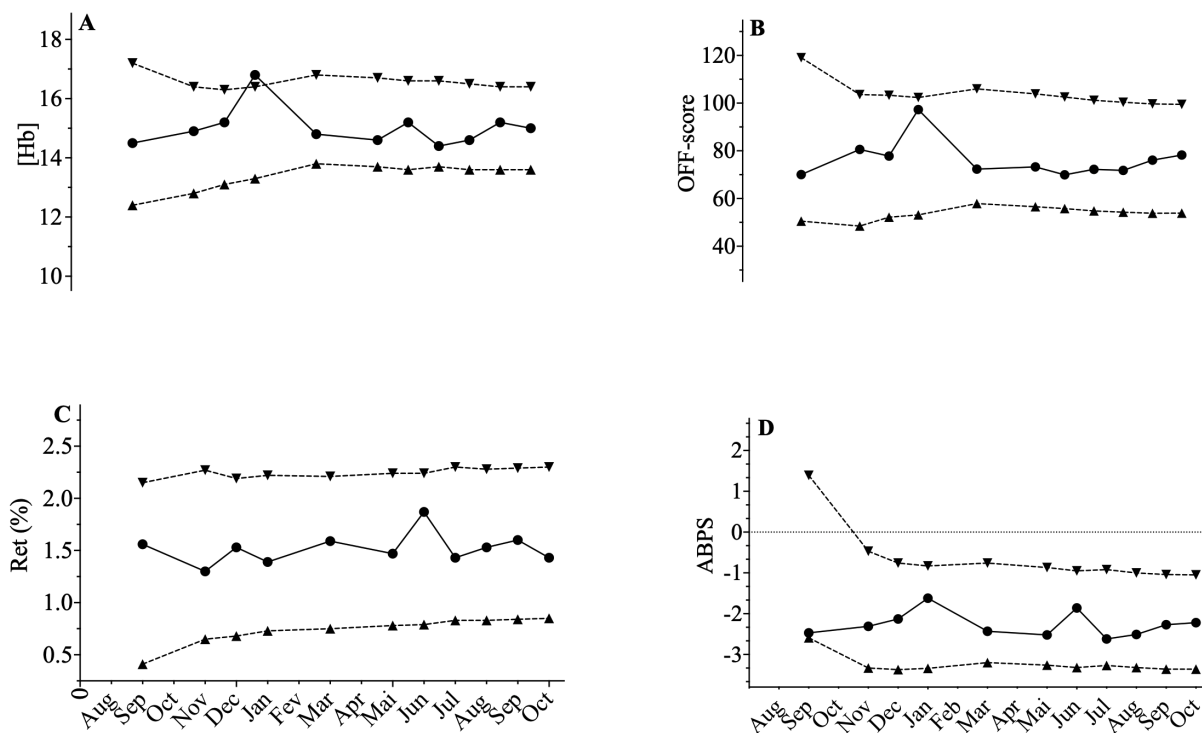 A
[Hb]
18
16
14
12
10
B
OFF-score
120
100
80
60
40
C
Ret (%)
2.5
2.0
1.5
1.0
0.5
0 Aug Sep Oct Nov Dec Jan Fev Mar Apr Mai Jun Jul Aug Sep Oct
D
ABPS
2
1
0
-1
-2
-3
Aug Sep Oct Nov Dec Jan Feb Mar Apr Mai Jun Jul Aug Sep Oct